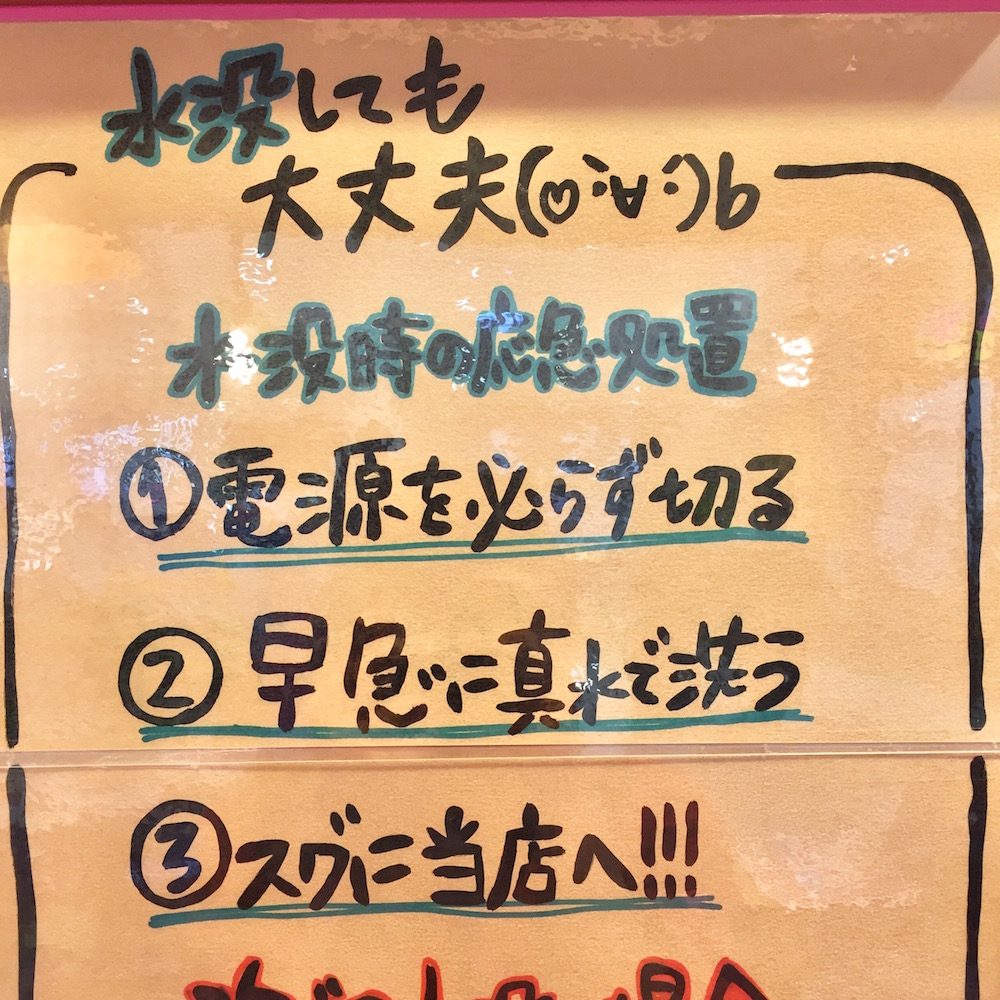 水没しても
大丈夫(♡∵∀∵)b
水没時の応急処置
①電源を必らず切る
②早急に真水で洗う
③スグに当店へ!!!